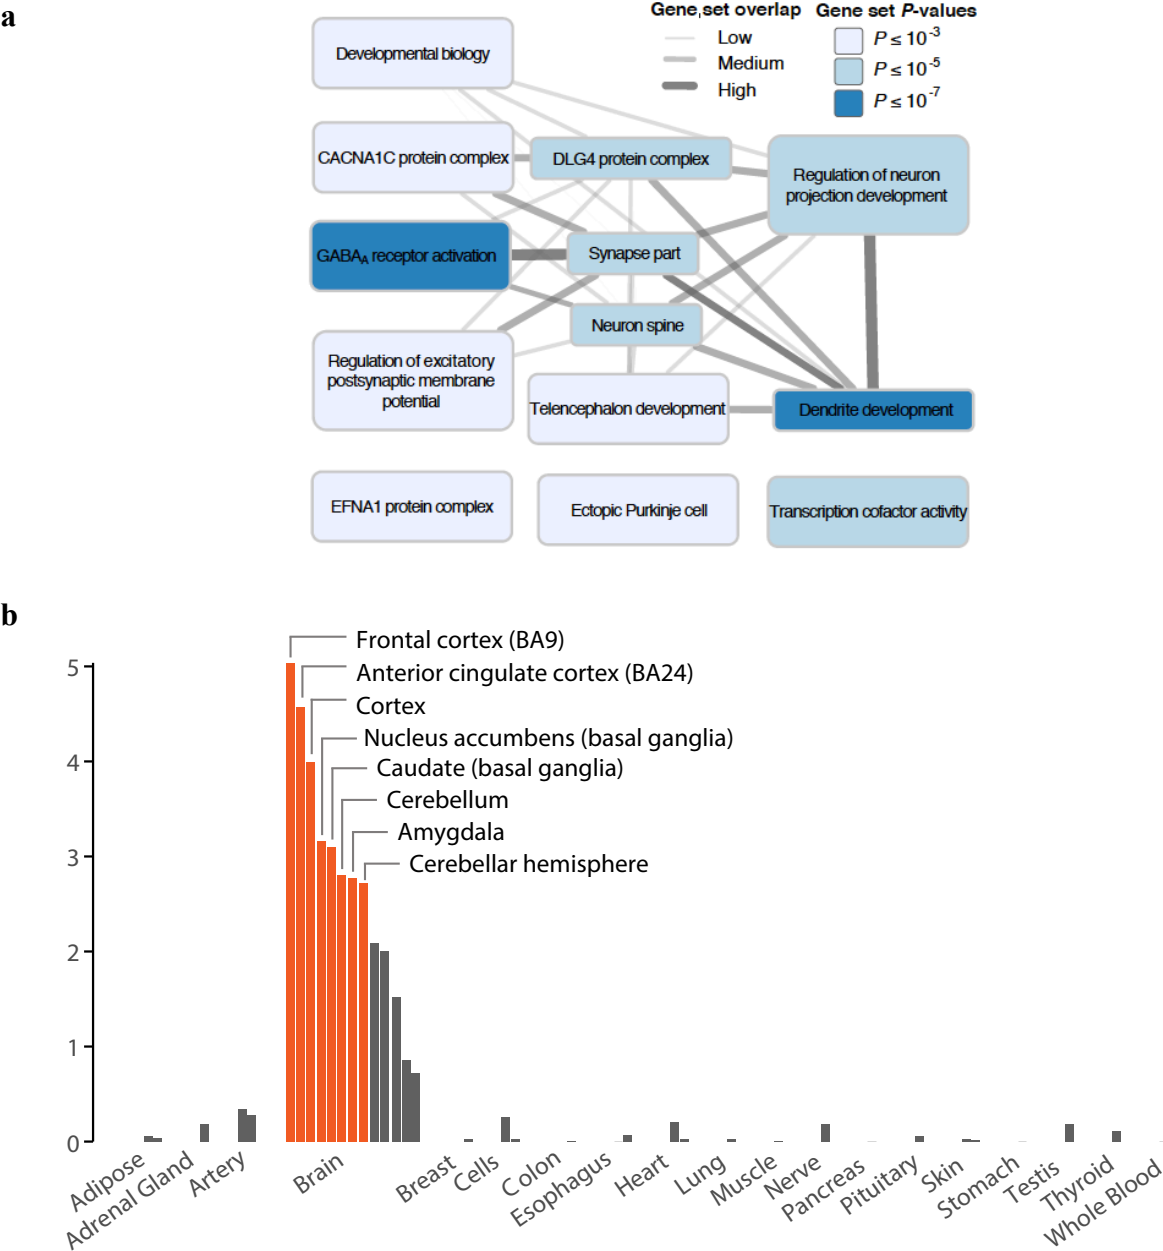 a
Gene set overlap
Low
Medium
High
Gene set P-values
P ≤ 10-3
P ≤ 10-5
P ≤ 10-7
Developmental biology
CACNA1C protein complex
DLG4 protein complex
Regulation of neuron
projection development
GABAA receptor activation
Synapse part
Neuron spine
Regulation of excitatory
postsynaptic membrane
potential
Telencephalon development
Dendrite development
EFNA1 protein complex
Ectopic Purkinje cell
Transcription cofactor activity
b
Frontal cortex (BA9)
Anterior cingulate cortex (BA24)
Cortex
Nucleus accumbens (basal ganglia)
Caudate (basal ganglia)
Cerebellum
Amygdala
Cerebellar hemisphere
5
4
3
2
1
0
Adipose
Adrenal Gland
Artery
Brain
Breast
Cells
Colon
Esophagus
Heart
Lung
Muscle
Nerve
Pancreas
Pituitary
Skin
Stomach
Testis
Thyroid
Whole Blood